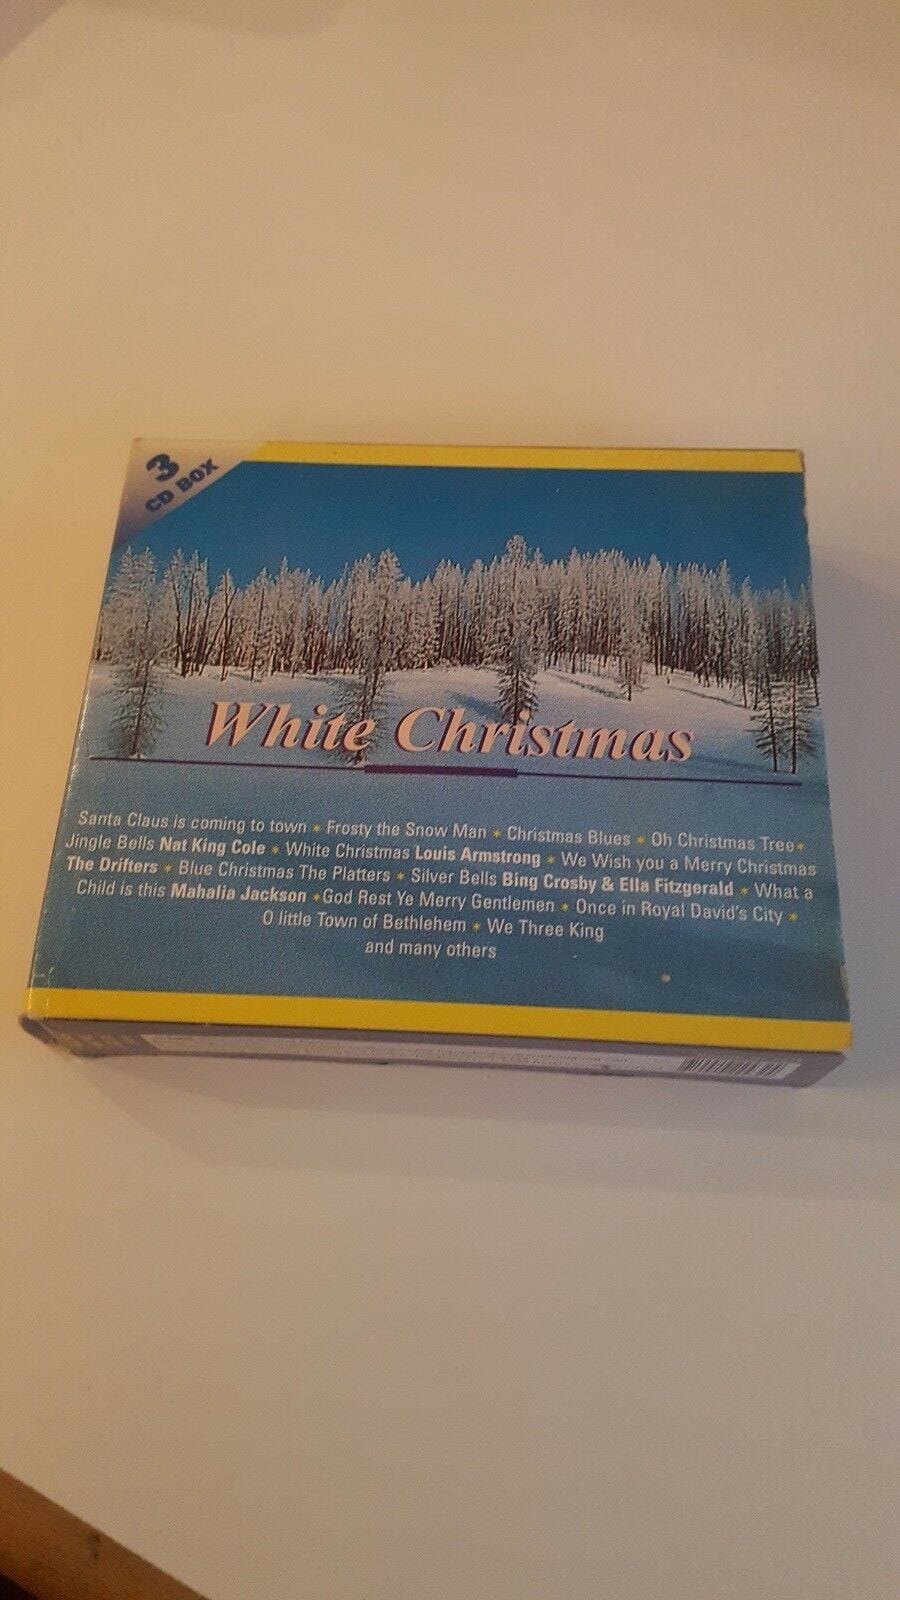 3
CD BOX
White Christmas
Santa Claus is coming to town * Frosty the Snow Man * Christmas Blues * Oh Christmas Tree *
Jingle Bells Nat King Cole * White Christmas Louis Armstrong * We Wish you a Merry Christmas
The Drifters * Blue Christmas The Platters * Silver Bells Bing Crosby & Ella Fitzgerald * What a
Child is this Mahalia Jackson * God Rest Ye Merry Gentlemen * Once in Royal David's City *
O little Town of Bethlehem * We Three King
and many others